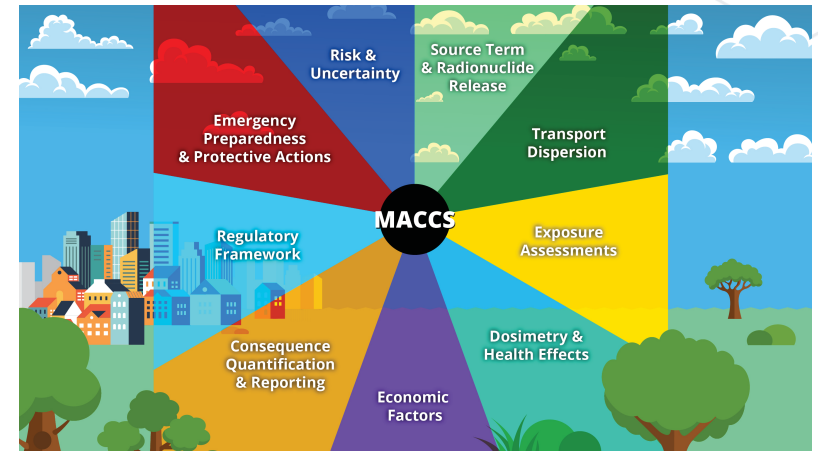 Risk &
Uncertainty
Source Term
& Radionuclide
Release
Emergency
Preparedness
& Protective Actions
Transport
Dispersion
MACCS
Regulatory
Framework
Exposure
Assessments
Consequence
Quantification
& Reporting
Dosimetry &
Health Effects
Economic
Factors